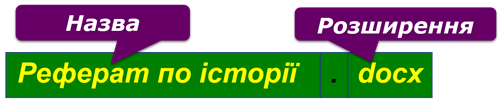 Назва Розширення
Реферат по історії . docx